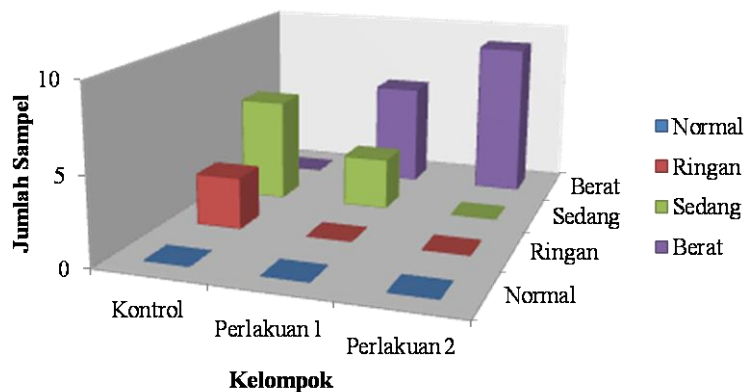 10
5
0
Jumlah Sampel
Kontrol
Perlakuan 1
Perlakuan 2
Kelompok
Normal
Ringan
Sedang
Berat
Normal
Ringan
Sedang
Berat